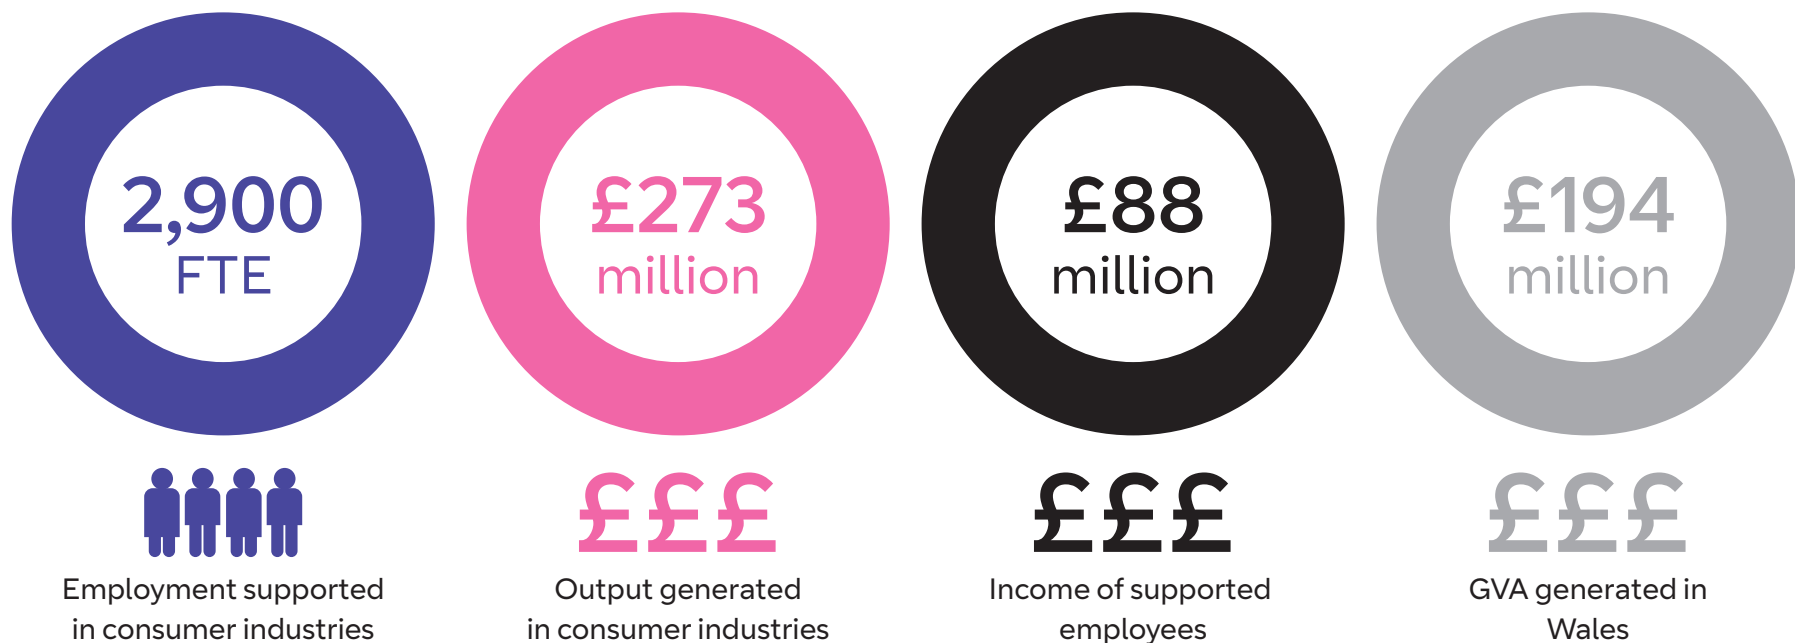 2,900
FTE
£273
million
£88
million
£194
million
£££
£££
£££
Employment supported
in consumer industries
Output generated
in consumer industries
Income of supported
employees
GVA generated in
Wales